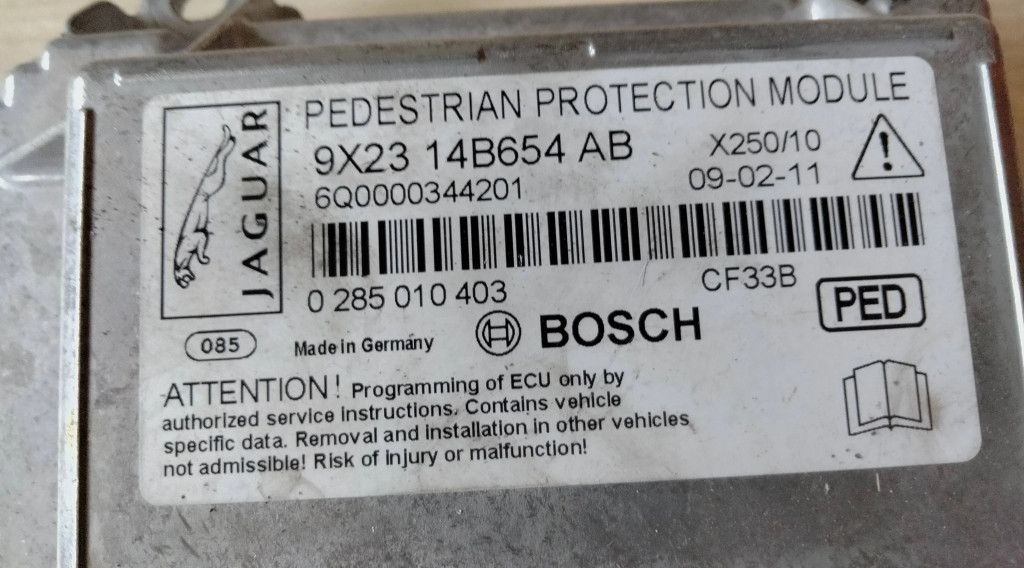 JAGUAR
PEDESTRIAN PROTECTION MODULE
9X23 14B654 AB
X250/10
6Q0000344201
09-02-11
0 285 010 403
CF33B
PED
085
Made in Germany
BOSCH
ATTENTION! Programming of ECU only by
authorized service instructions. Contains vehicle
specific data. Removal and installation in other vehicles
not admissible! Risk of injury or malfunction!